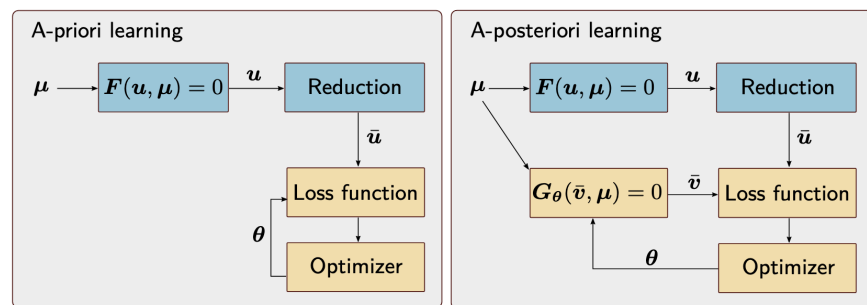 A-priori learning
μ
F(u, μ) = 0
u
Reduction
ū
Loss function
θ
Optimizer
A-posteriori learning
μ
F(u, μ) = 0
u
Reduction
ū
G_θ(v̄, μ) = 0
v̄
Loss function
θ
Optimizer